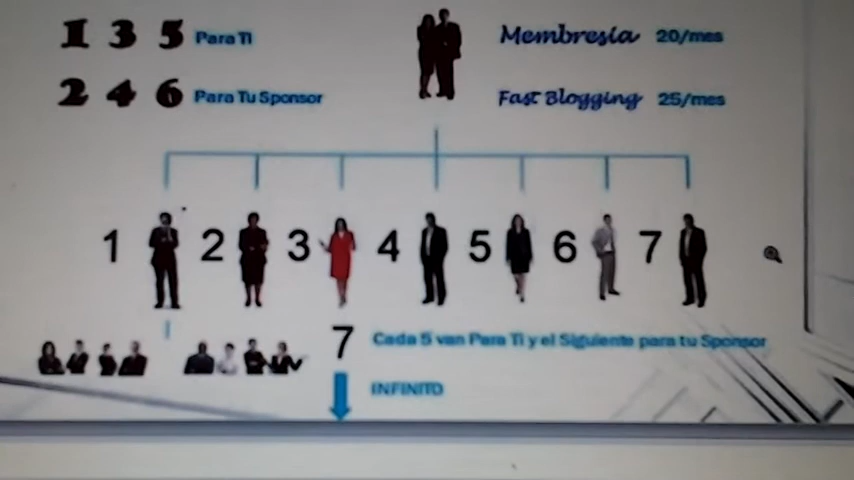 1 3 5 Para Ti
Membresía 20/mes
2 4 6 Para Tu Sponsor
Fast Blogging 25/mes
1 2 3 4 5 6 7
7 Cada 5 van Para Ti y el Siguiente para tu Sponsor
INFINITO